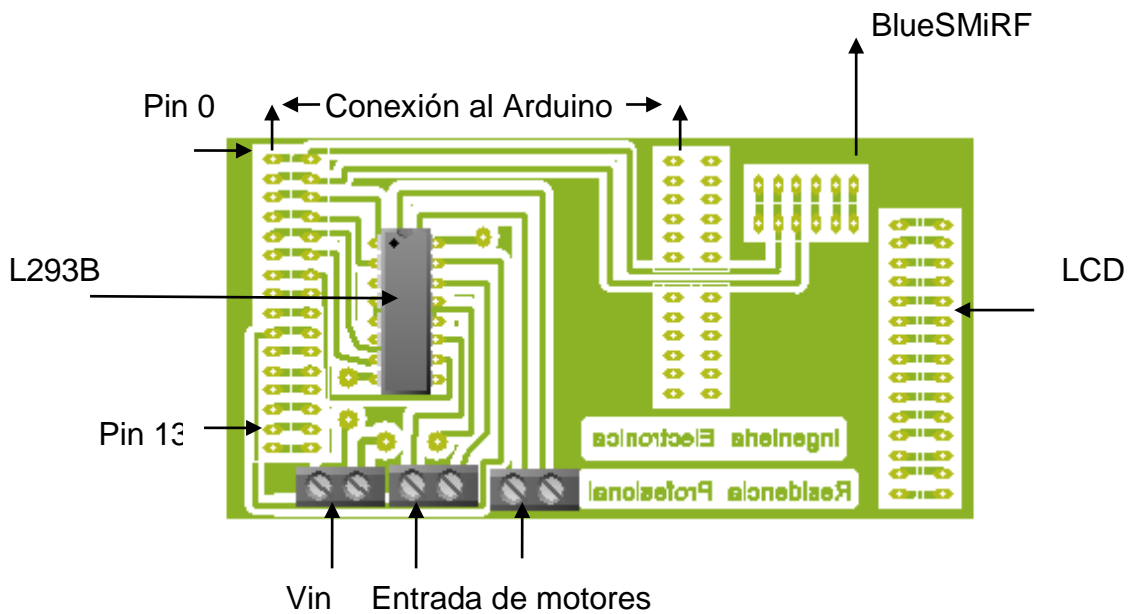 BlueSMiRF
Pin 0
Conexión al Arduino
L293B
LCD
Pin 13
Ingenieria Electronica
Residencia Profesional
Vin
Entrada de motores